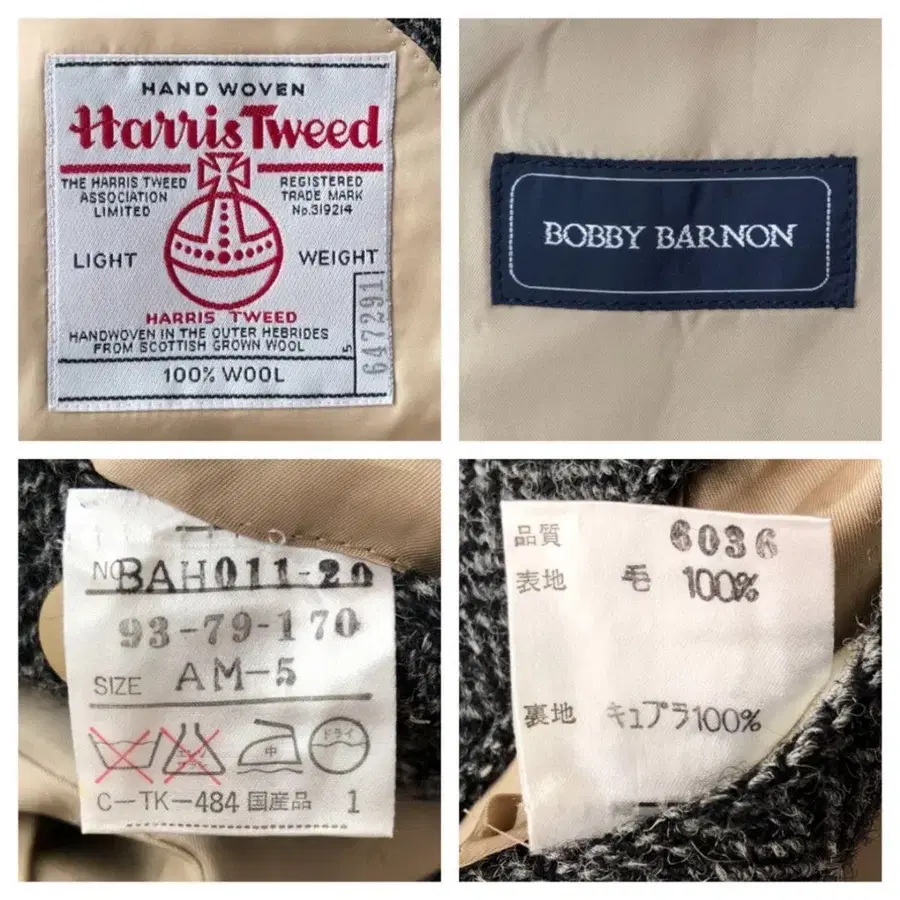 HAND WOVEN
Harris Tweed
THE HARRIS TWEED
ASSOCIATION
LIMITED
REGISTERED
TRADE MARK
No.319214
LIGHT WEIGHT
HARRIS TWEED
HANDWOVEN IN THE OUTER HEBRIDES
FROM SCOTTISH GROWN WOOL
100% WOOL
5
647291
BOBBY BARNON
NO BAH011-20
93-79-170
SIZE AM-5
中
ドライ
C-TK-484 国産品 1
品質 6036
表地 毛 100%
裏地 キュプラ100%